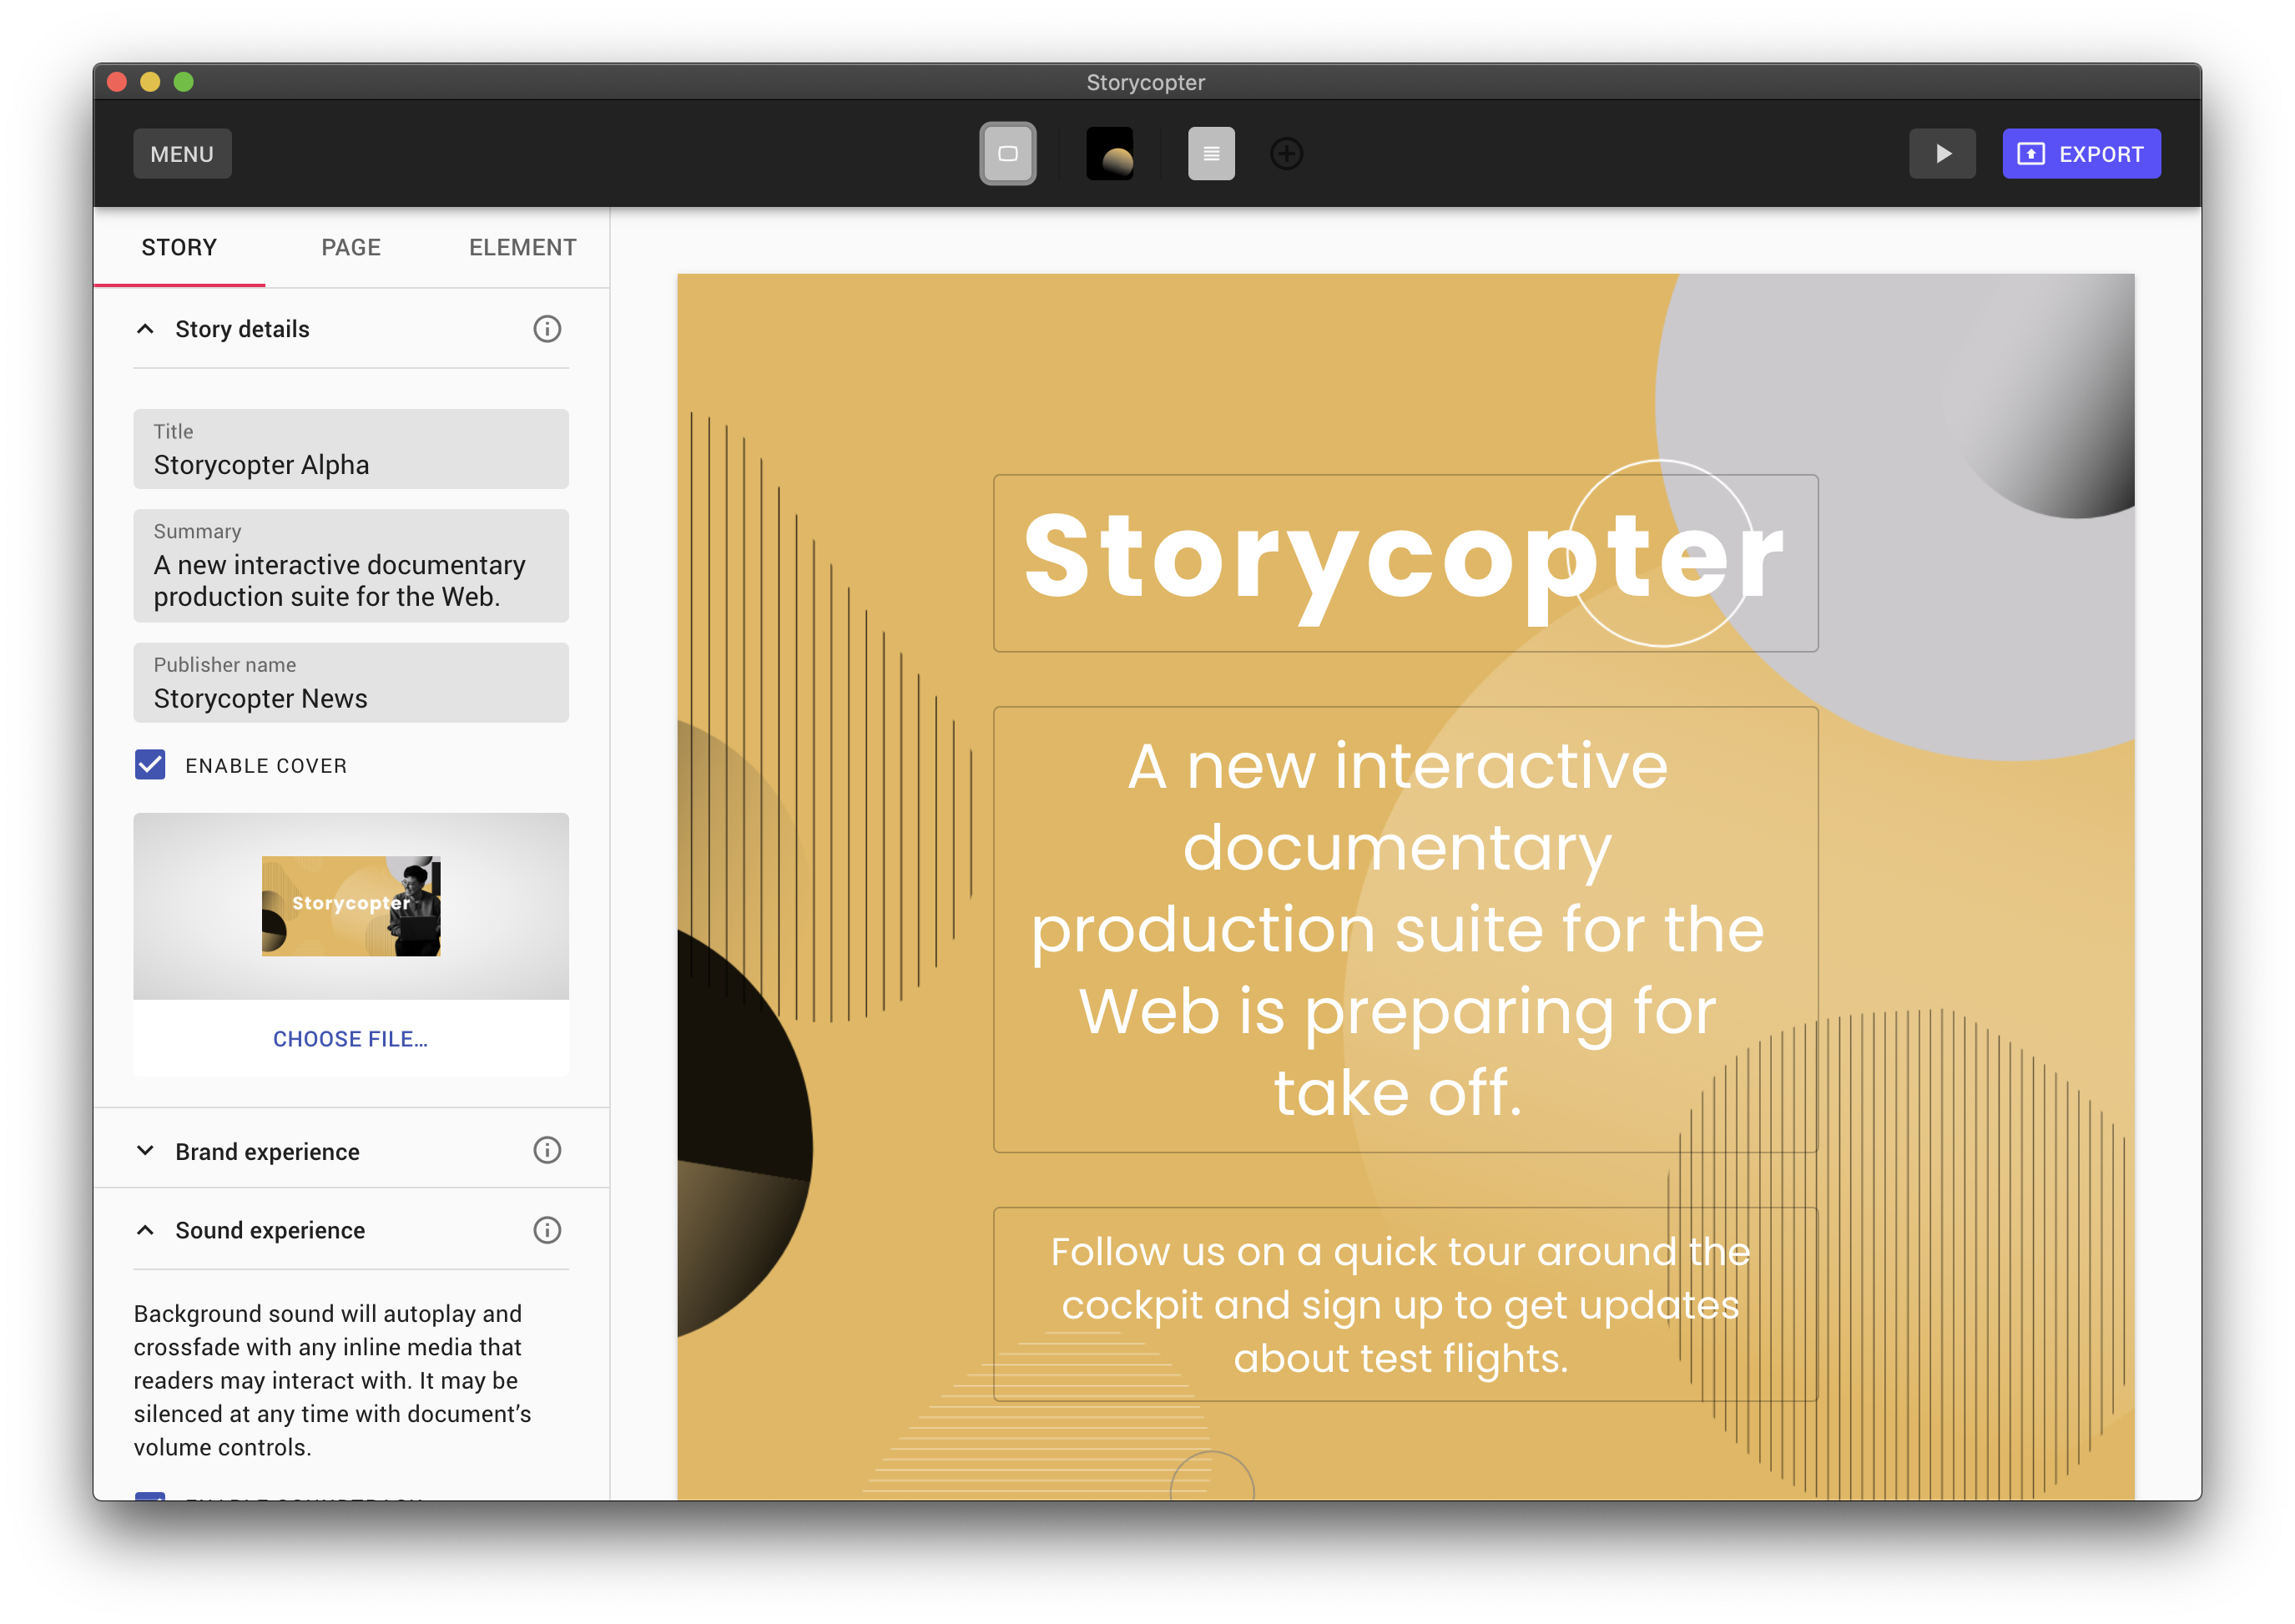 Storycopter
MENU
EXPORT
STORY
PAGE
ELEMENT
Story details
Title
Storycopter Alpha
Summary
A new interactive documentary
production suite for the Web.
Publisher name
Storycopter News
ENABLE COVER
Storycopter
CHOOSE FILE...
Brand experience
Sound experience
Background sound will autoplay and
crossfade with any inline media that
readers may interact with. It may be
silenced at any time with document’s
volume controls.
Storycopter
A new interactive
documentary
production suite for the
Web is preparing for
take off.
Follow us on a quick tour around the
cockpit and sign up to get updates
about test flights.